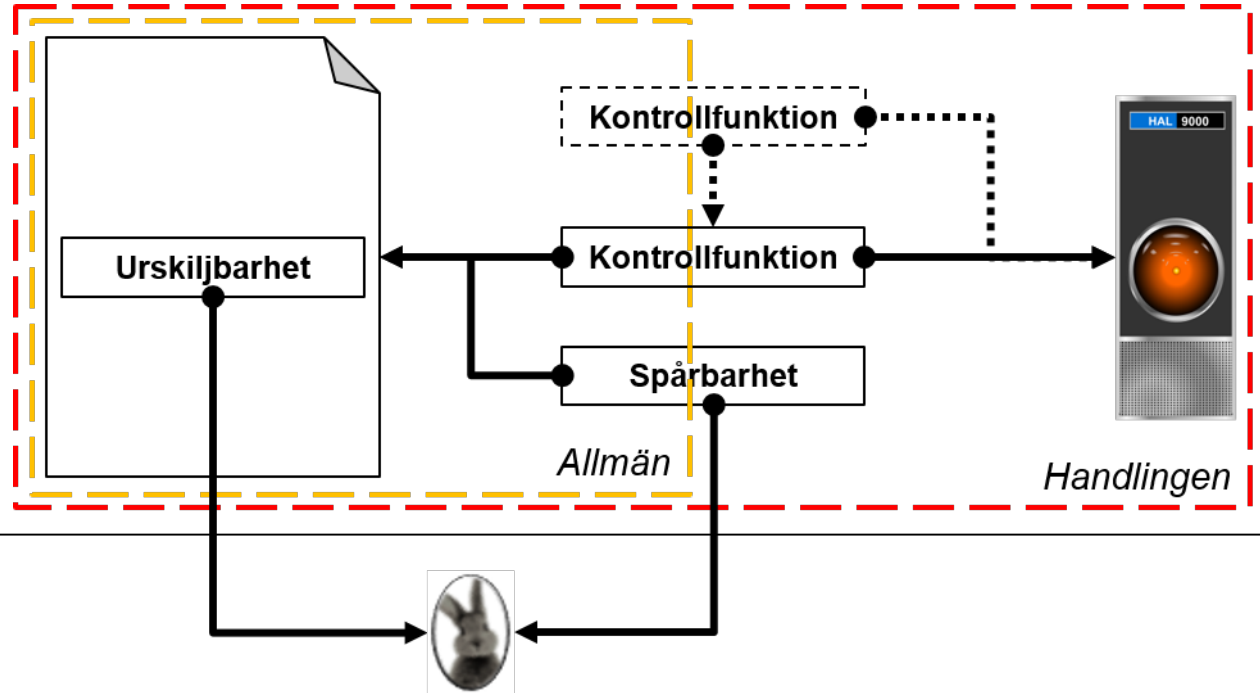 Kontrollfunktion
HAL 9000
Urskiljbarhet
Kontrollfunktion
Spårbarhet
Allmän
Handlingen